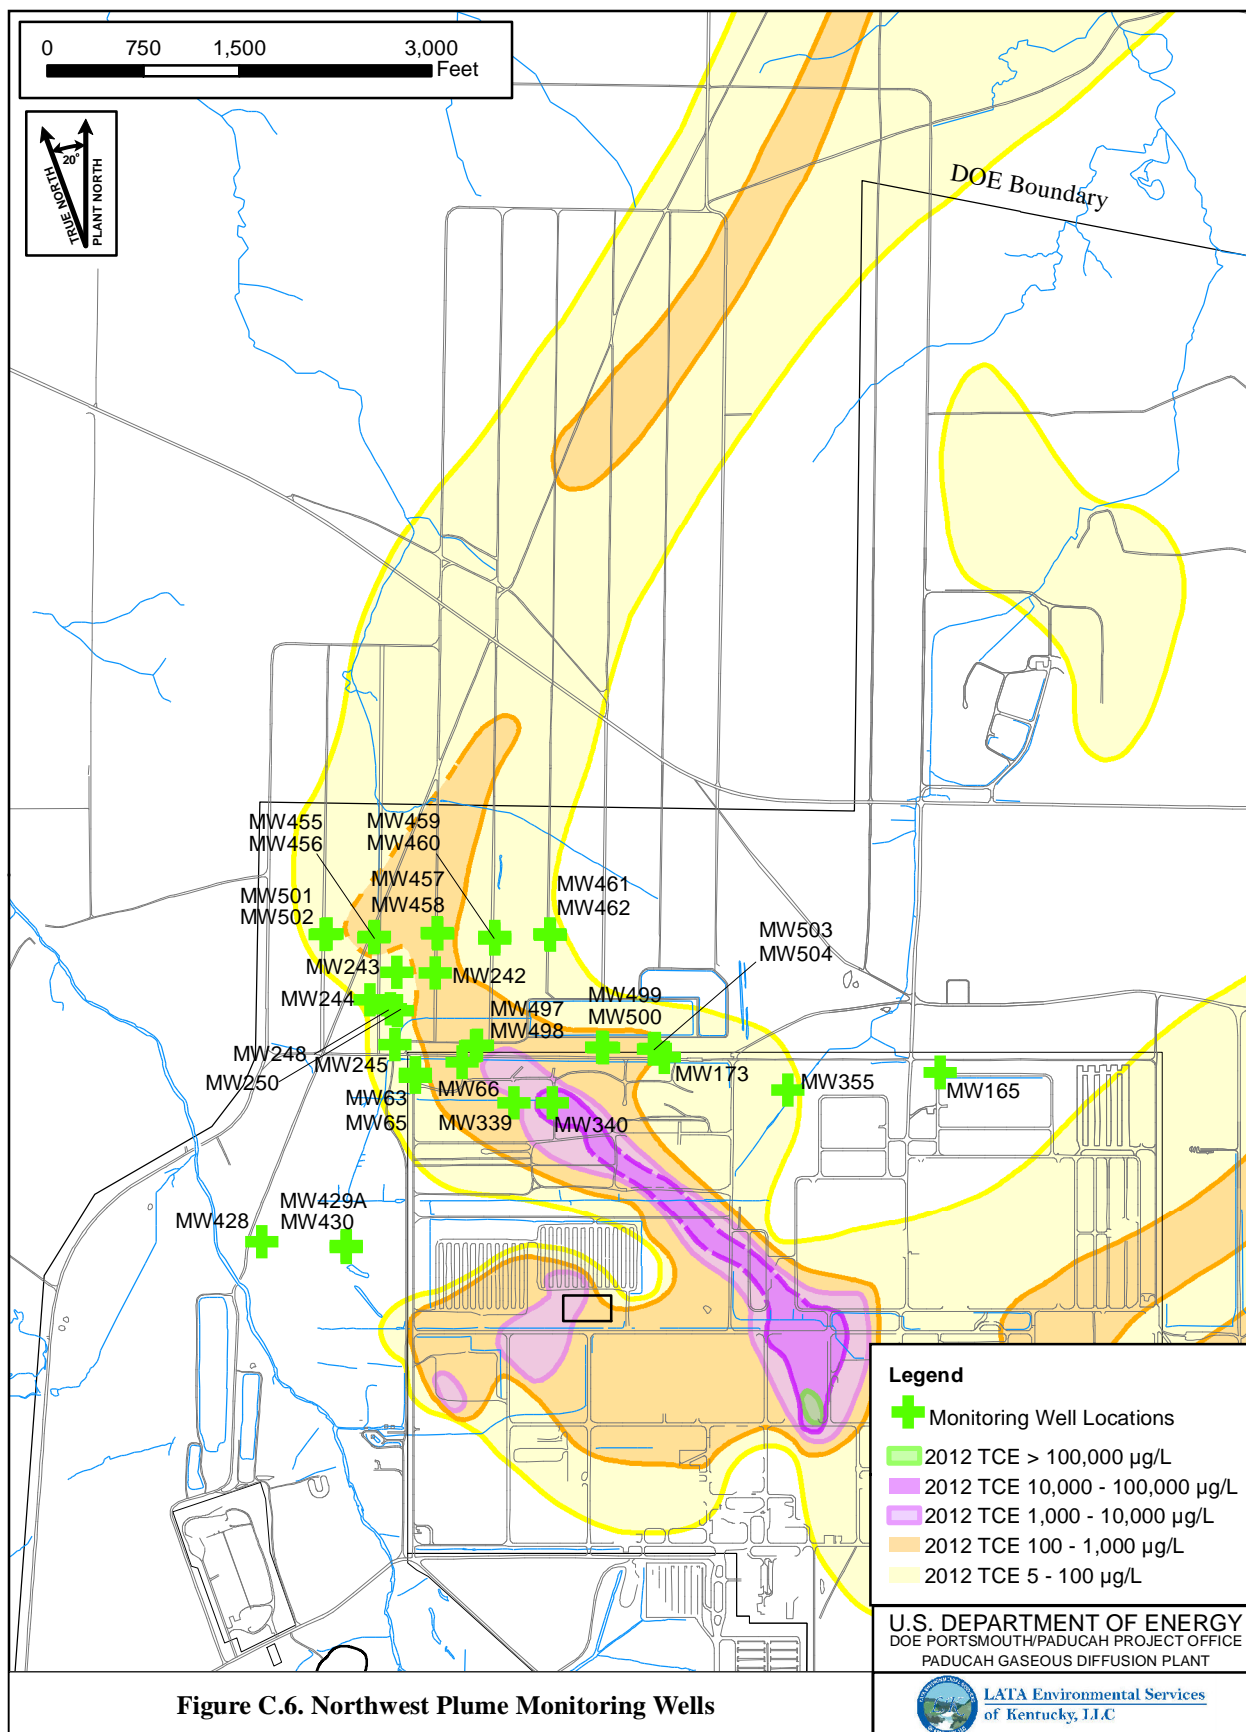 0 750 1,500 3,000
Feet
TRUE NORTH
20°
PLANT NORTH
DOE Boundary
MW455
MW456
MW459
MW460
MW457
MW458
MW461
MW462
MW501
MW502
MW503
MW504
MW243
MW242
MW244
MW497
MW498
MW499
MW500
MW248
MW245
MW250
MW173
MW355
MW165
MW66
MW63
MW65
MW339
MW340
MW428
MW429A
MW430
Legend
Monitoring Well Locations
2012 TCE > 100,000 µg/L
2012 TCE 10,000 - 100,000 µg/L
2012 TCE 1,000 - 10,000 µg/L
2012 TCE 100 - 1,000 µg/L
2012 TCE 5 - 100 µg/L
U.S. DEPARTMENT OF ENERGY
DOE PORTSMOUTH/PADUCAH PROJECT OFFICE
PADUCAH GASEOUS DIFFUSION PLANT
Figure C.6. Northwest Plume Monitoring Wells
LATA Environmental Services
of Kentucky, LLC